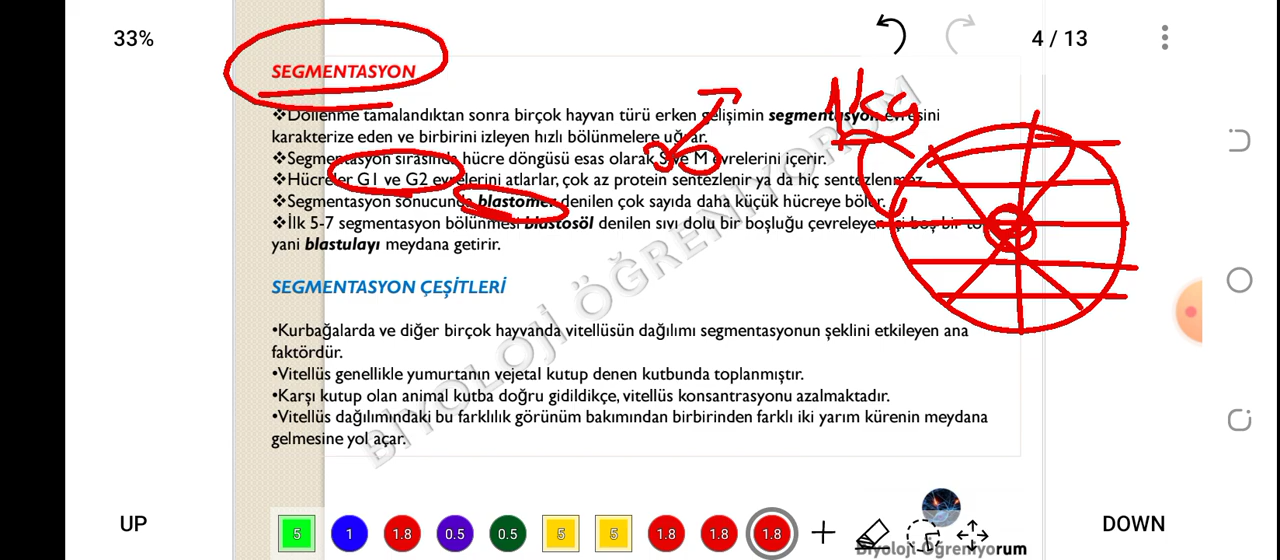 33%
4 / 13
SEGMENTASYON
❖Döllenme tamalandıktan sonra birçok hayvan türü erken gelişimin segmentasyon evresini
karakterize eden ve birbirini izleyen hızlı bölünmelere uğrar.
❖Segmentasyon sırasında hücre döngüsü esas olarak S ve M evrelerini içerir.
❖Hücreler G1 ve G2 evrelerini atlarlar, çok az protein sentezlenir ya da hiç sentezlenmez.
❖Segmentasyon sonucunda blastomer denilen çok sayıda daha küçük hücreye bölür.
❖İlk 5-7 segmentasyon bölünmesi blastosöl denilen sıvı dolu bir boşluğu çevreleyen içi boş bir
yani blastulayı meydana getirir.
SEGMENTASYON ÇEŞİTLERİ
•Kurbağalarda ve diğer birçok hayvanda vitellüsün dağılımı segmentasyonun şeklini etkileyen ana
faktördür.
•Vitellüs genellikle yumurtanın vejetal kutup denen kutbunda toplanmıştır.
•Karşı kutup olan animal kutba doğru gidildikçe, vitellüs konsantrasyonu azalmaktadır.
•Vitellüs dağılımındaki bu farklılık görünüm bakımından birbirinden farklı iki yarım kürenin meydana
gelmesine yol açar.
BİYOLOJİ ÖĞRENİYORUM
UP
5 1 1.8 0.5 0.5 5 5 1.8 1.8 1.8
DOWN
Biyoloji-Öğreniyorum